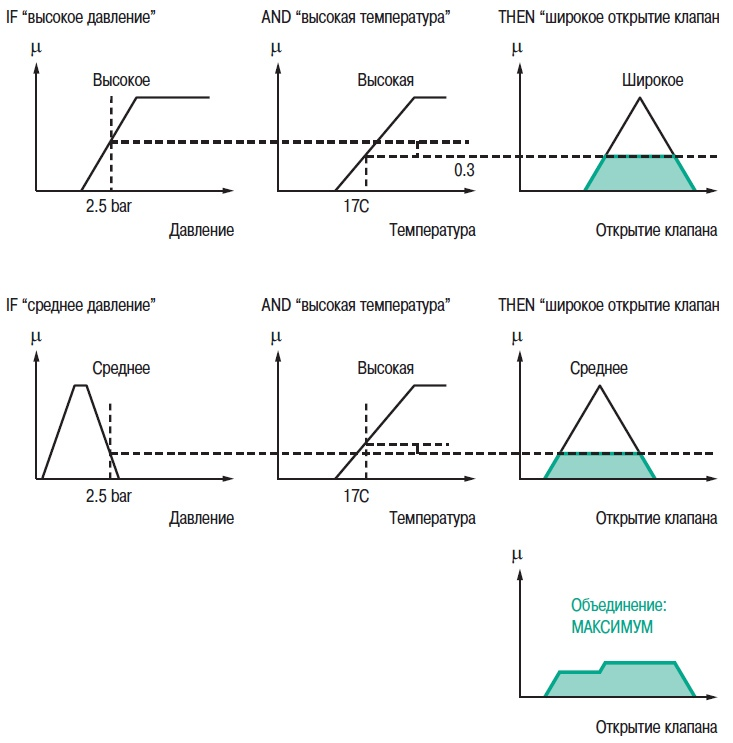 IF “высокое давление”
AND “высокая температура”
THEN “широкое открытие клапан
μ
μ
μ
Высокое
Высокая
Широкое
0.3
2.5 bar
17C
Давление
Температура
Открытие клапана
IF “среднее давление”
AND “высокая температура”
THEN “широкое открытие клапан
μ
μ
μ
Среднее
Высокая
Среднее
2.5 bar
17C
Давление
Температура
Открытие клапана
μ
Объединение:
МАКСИМУМ
Открытие клапана